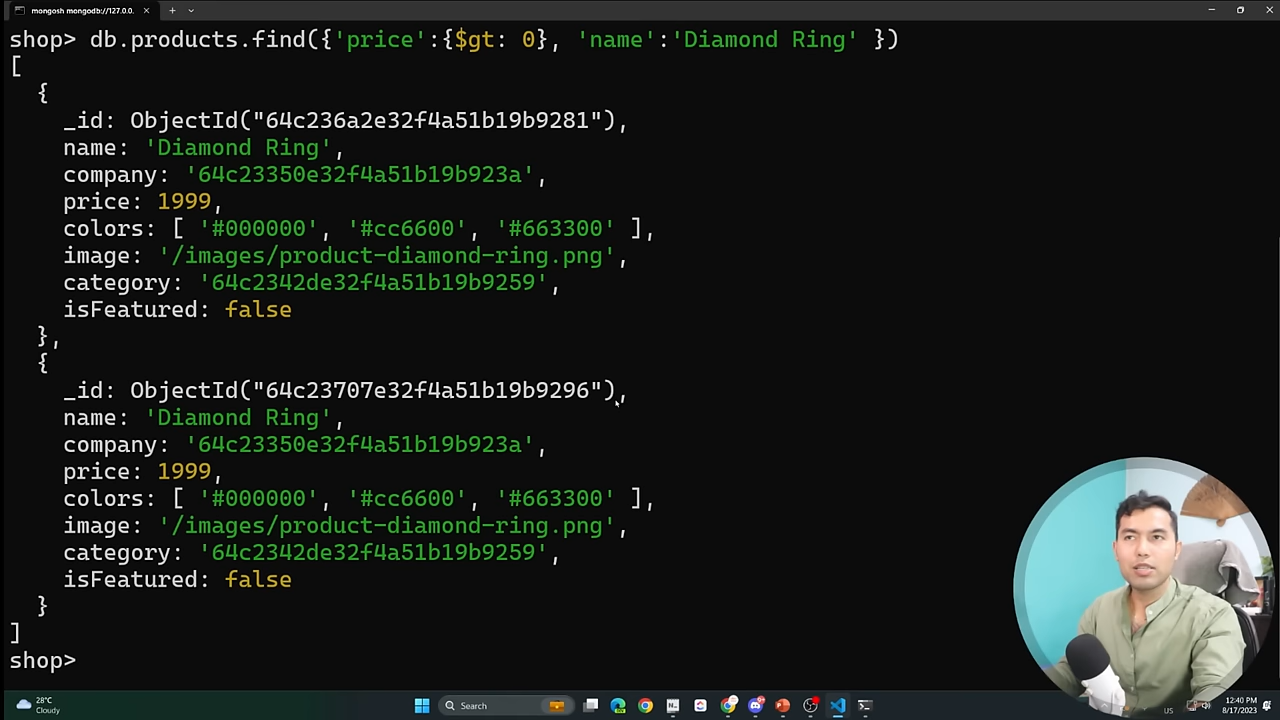 mongosh mongodb://127.0.0.
shop> db.products.find({'price':{$gt: 0}, 'name':'Diamond Ring' })
[
{
_id: ObjectId("64c236a2e32f4a51b19b9281"),
name: 'Diamond Ring',
company: '64c23350e32f4a51b19b923a',
price: 1999,
colors: [ '#000000', '#cc6600', '#663300' ],
image: '/images/product-diamond-ring.png',
category: '64c2342de32f4a51b19b9259',
isFeatured: false
},
{
_id: ObjectId("64c23707e32f4a51b19b9296"),
name: 'Diamond Ring',
company: '64c23350e32f4a51b19b923a',
price: 1999,
colors: [ '#000000', '#cc6600', '#663300' ],
image: '/images/product-diamond-ring.png',
category: '64c2342de32f4a51b19b9259',
isFeatured: false
}
]
shop>
28°C
Cloudy
Search
US
12:40 PM
8/17/2023